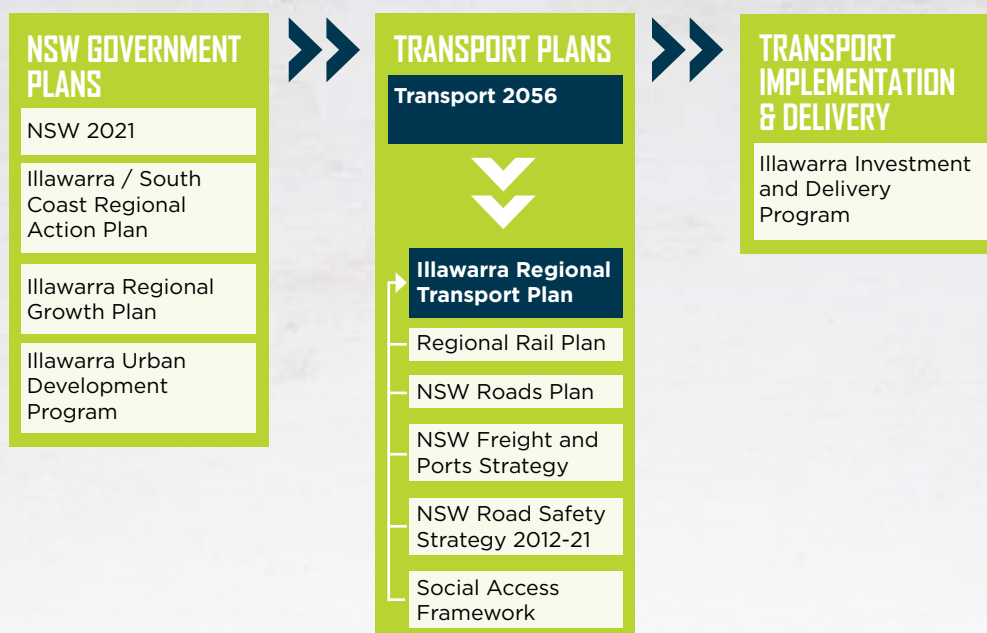 NSW GOVERNMENT
PLANS
NSW 2021
Illawarra / South
Coast Regional
Action Plan
Illawarra Regional
Growth Plan
Illawarra Urban
Development
Program
TRANSPORT PLANS
Transport 2056
Illawarra Regional
Transport Plan
Regional Rail Plan
NSW Roads Plan
NSW Freight and
Ports Strategy
NSW Road Safety
Strategy 2012-21
Social Access
Framework
TRANSPORT
IMPLEMENTATION
& DELIVERY
Illawarra Investment
and Delivery
Program